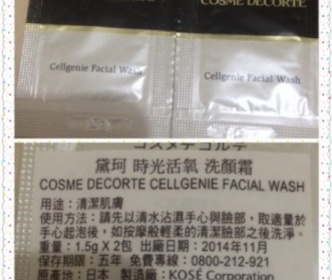 COSME DECORTE
Cellgenie Facial Wash
Cellgenie Facial Wash
コスメデコルテ
黛珂 時光活氧 洗顏霜
COSME DECORTE CELLGENIE FACIAL WASH
用途：清潔肌膚
使用方法：請先以清水沾濕手心與臉部，取適量於
手心起泡後，如按摩般輕柔的清潔臉部之後洗淨。
重量：1.5g X 2包 出廠日期：2014年11月
保存期限：五年 免費專線：0800-212-921
原產地：日本 製造廠：KOSÉ Corporation